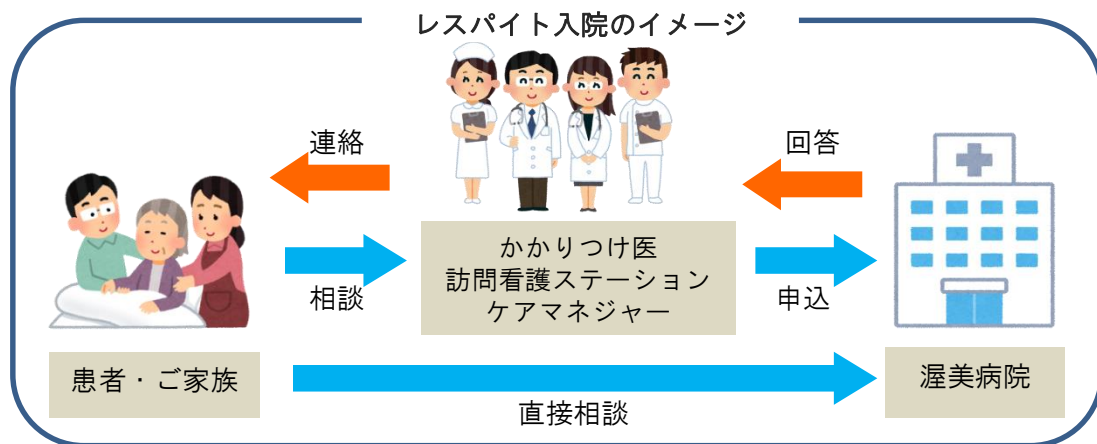 レスパイト入院のイメージ
連絡
回答
相談
かかりつけ医
訪問看護ステーション
ケアマネジャー
申込
患者・ご家族
直接相談
渥美病院